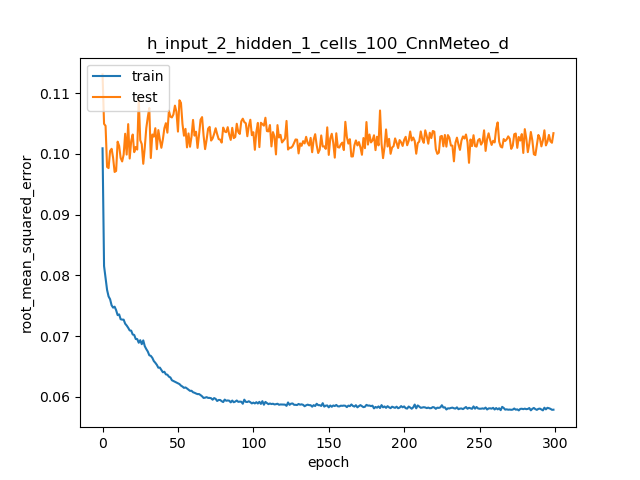 h_input_2_hidden_1_cells_100_CnnMeteo_d
train
test
0.11
0.10
0.09
0.08
0.07
0.06
root_mean_squared_error
0
50
100
150
200
250
300
epoch